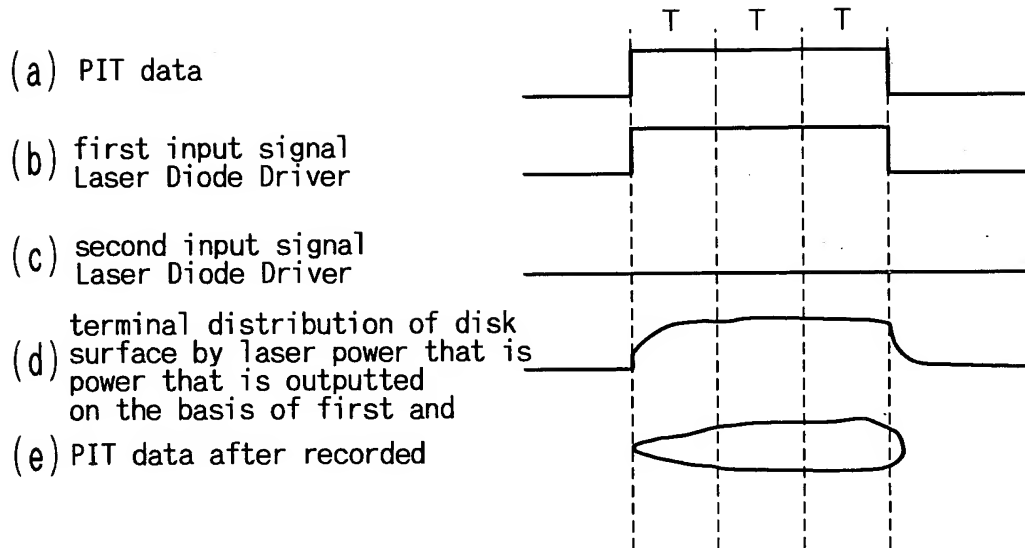 T T T
(a) PIT data
(b) first input signal
Laser Diode Driver
(c) second input signal
Laser Diode Driver
terminal distribution of disk
(d) surface by laser power that is
power that is outputted
on the basis of first and
(e) PIT data after recorded